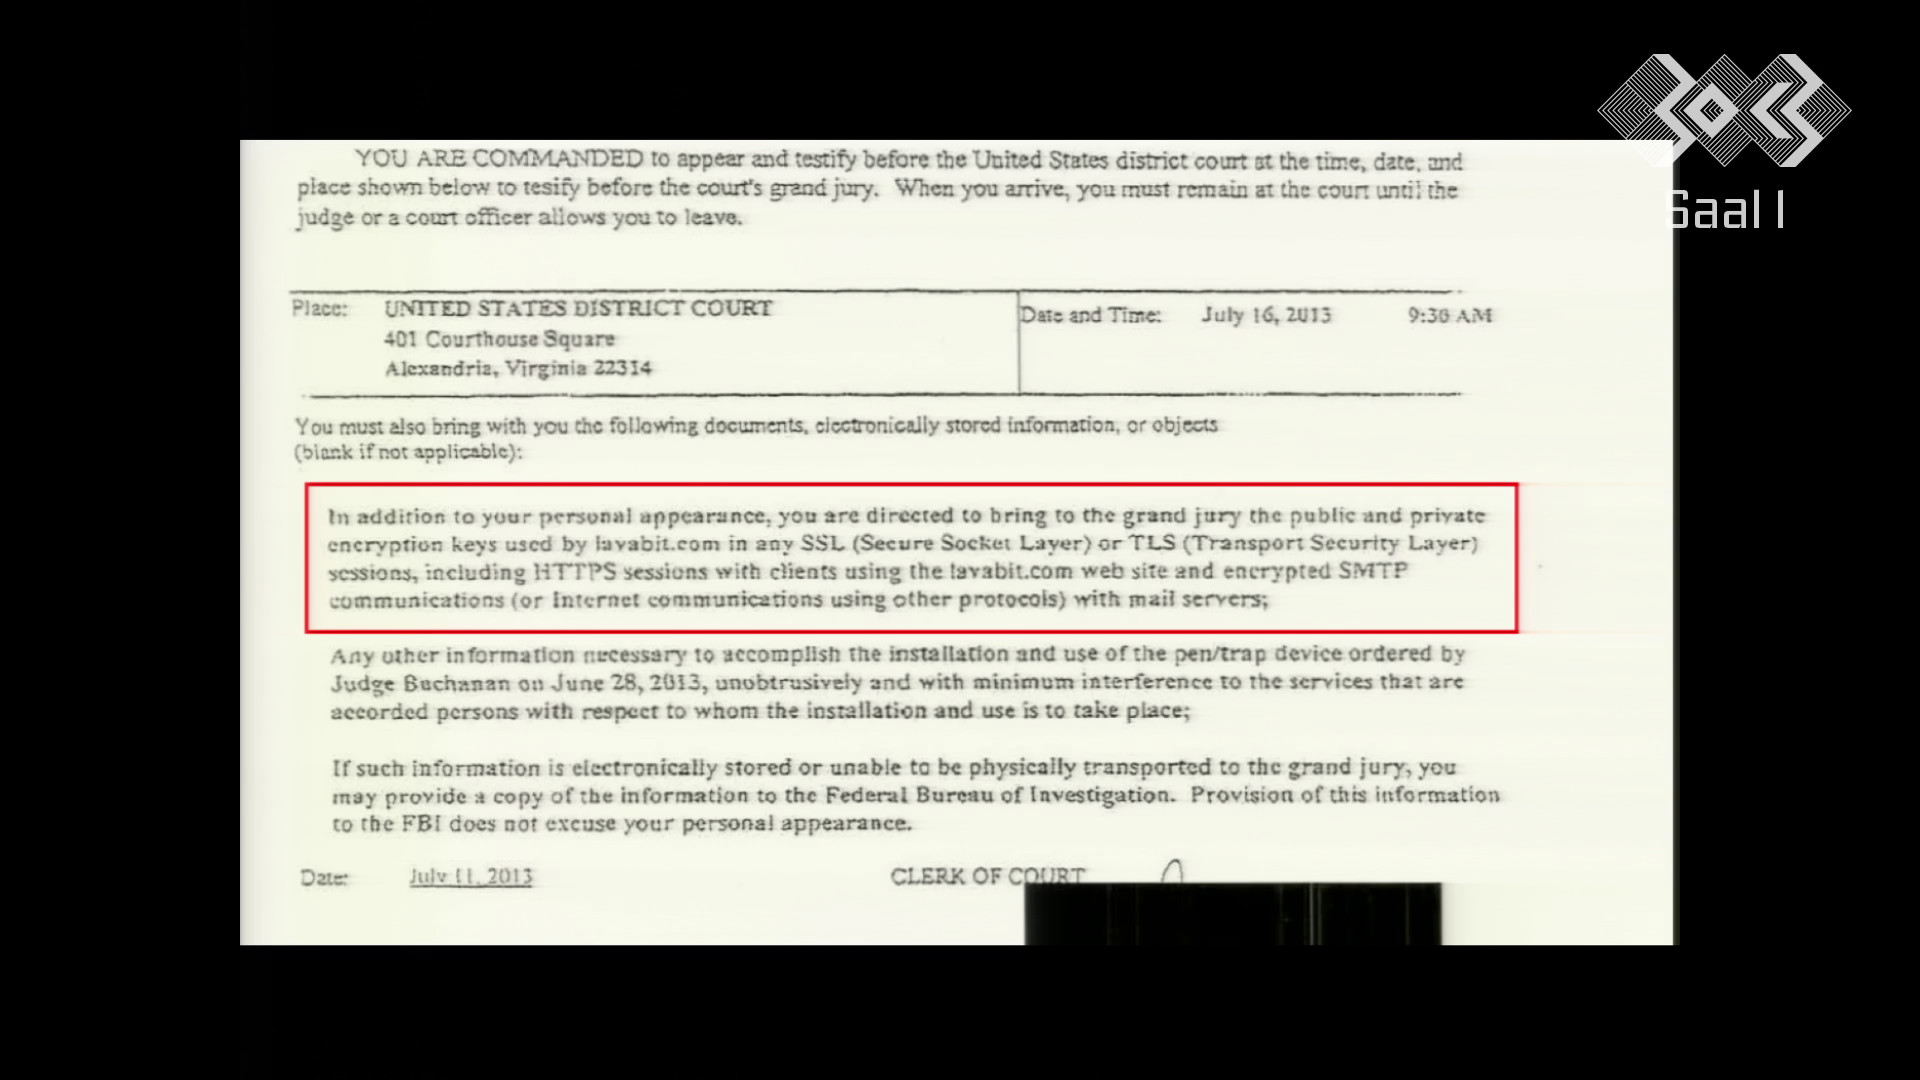 YOU ARE COMMANDED to appear and testify before the United States district court at the time, date, and
place shown below to tesify before the court's grand jury. When you arrive, you must remain at the court until the
judge or a court officer allows you to leave.
Place: UNITED STATES DISTRICT COURT
401 Courthouse Square
Alexandria, Virginia 22314
Date and Time: July 16, 2013 9:30 AM
You must also bring with you the following documents, electronically stored information, or objects
(blank if not applicable):
In addition to your personal appearance, you are directed to bring to the grand jury the public and private
encryption keys used by lavabit.com in any SSL (Secure Socket Layer) or TLS (Transport Security Layer)
sessions, including HTTPS sessions with clients using the lavabit.com web site and encrypted SMTP
communications (or Internet communications using other protocols) with mail servers;
Any other information necessary to accomplish the installation and use of the pen/trap device ordered by
Judge Buchanan on June 28, 2013, unobtrusively and with minimum interference to the services that are
accorded persons with respect to whom the installation and use is to take place;
If such information is electronically stored or unable to be physically transported to the grand jury, you
may provide a copy of the information to the Federal Bureau of Investigation. Provision of this information
to the FBI does not excuse your personal appearance.
Date: July 11, 2013 CLERK OF COURT
30C3
Saal 1